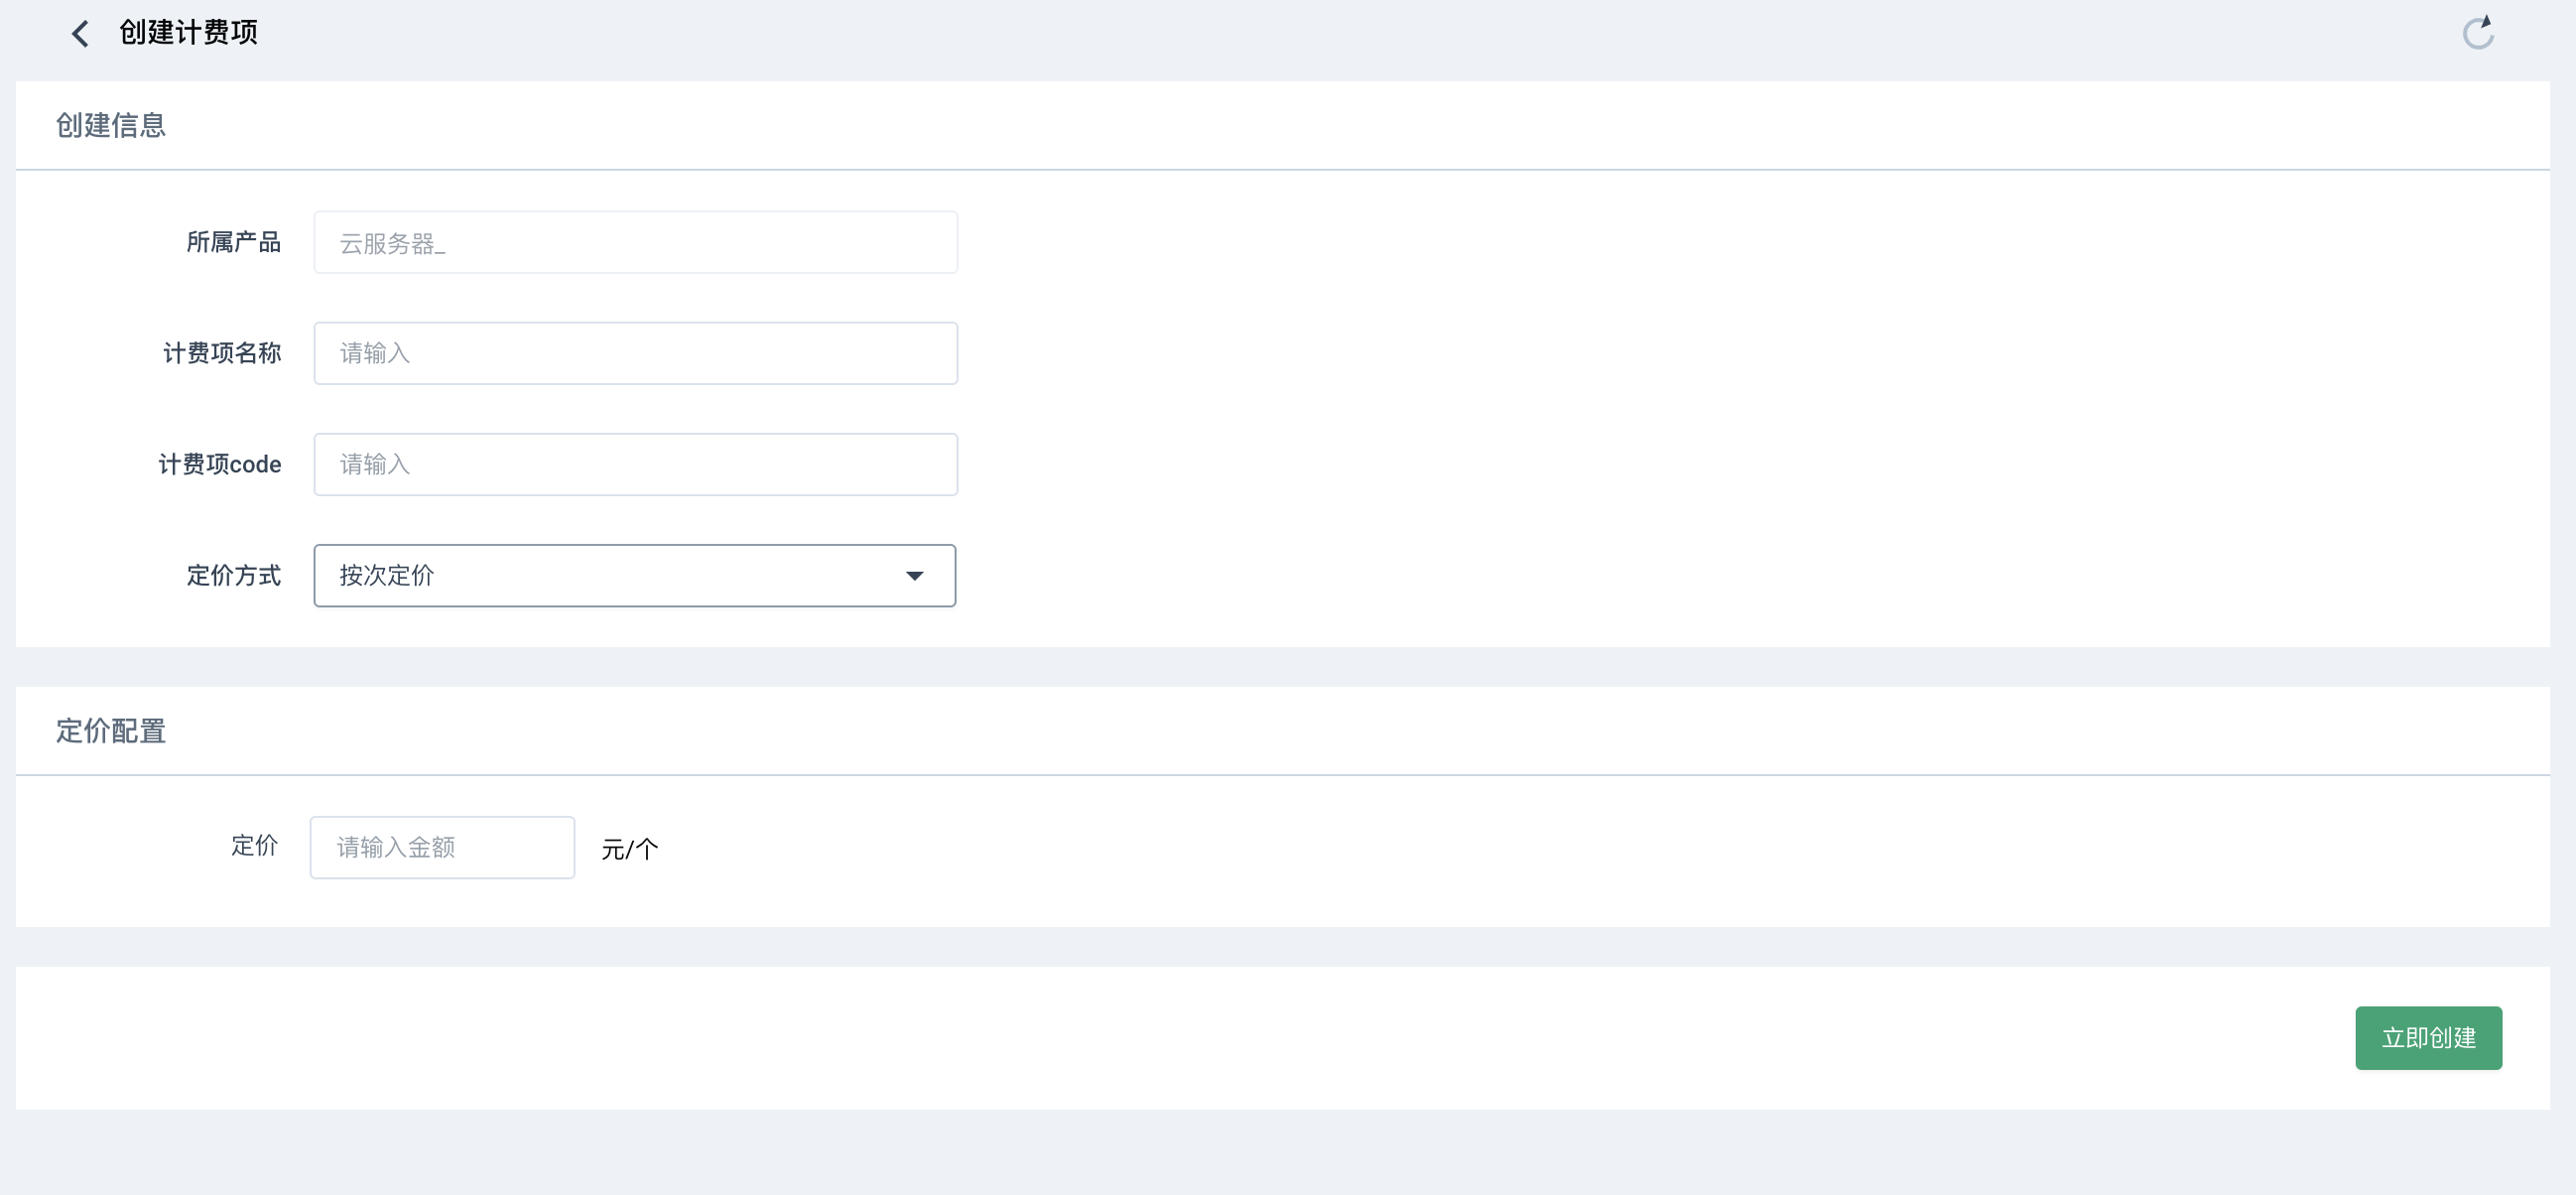 创建计费项
创建信息
所属产品 云服务器_
计费项名称 请输入
计费项code 请输入
定价方式 按次定价
定价配置
定价 请输入金额 元/个
立即创建